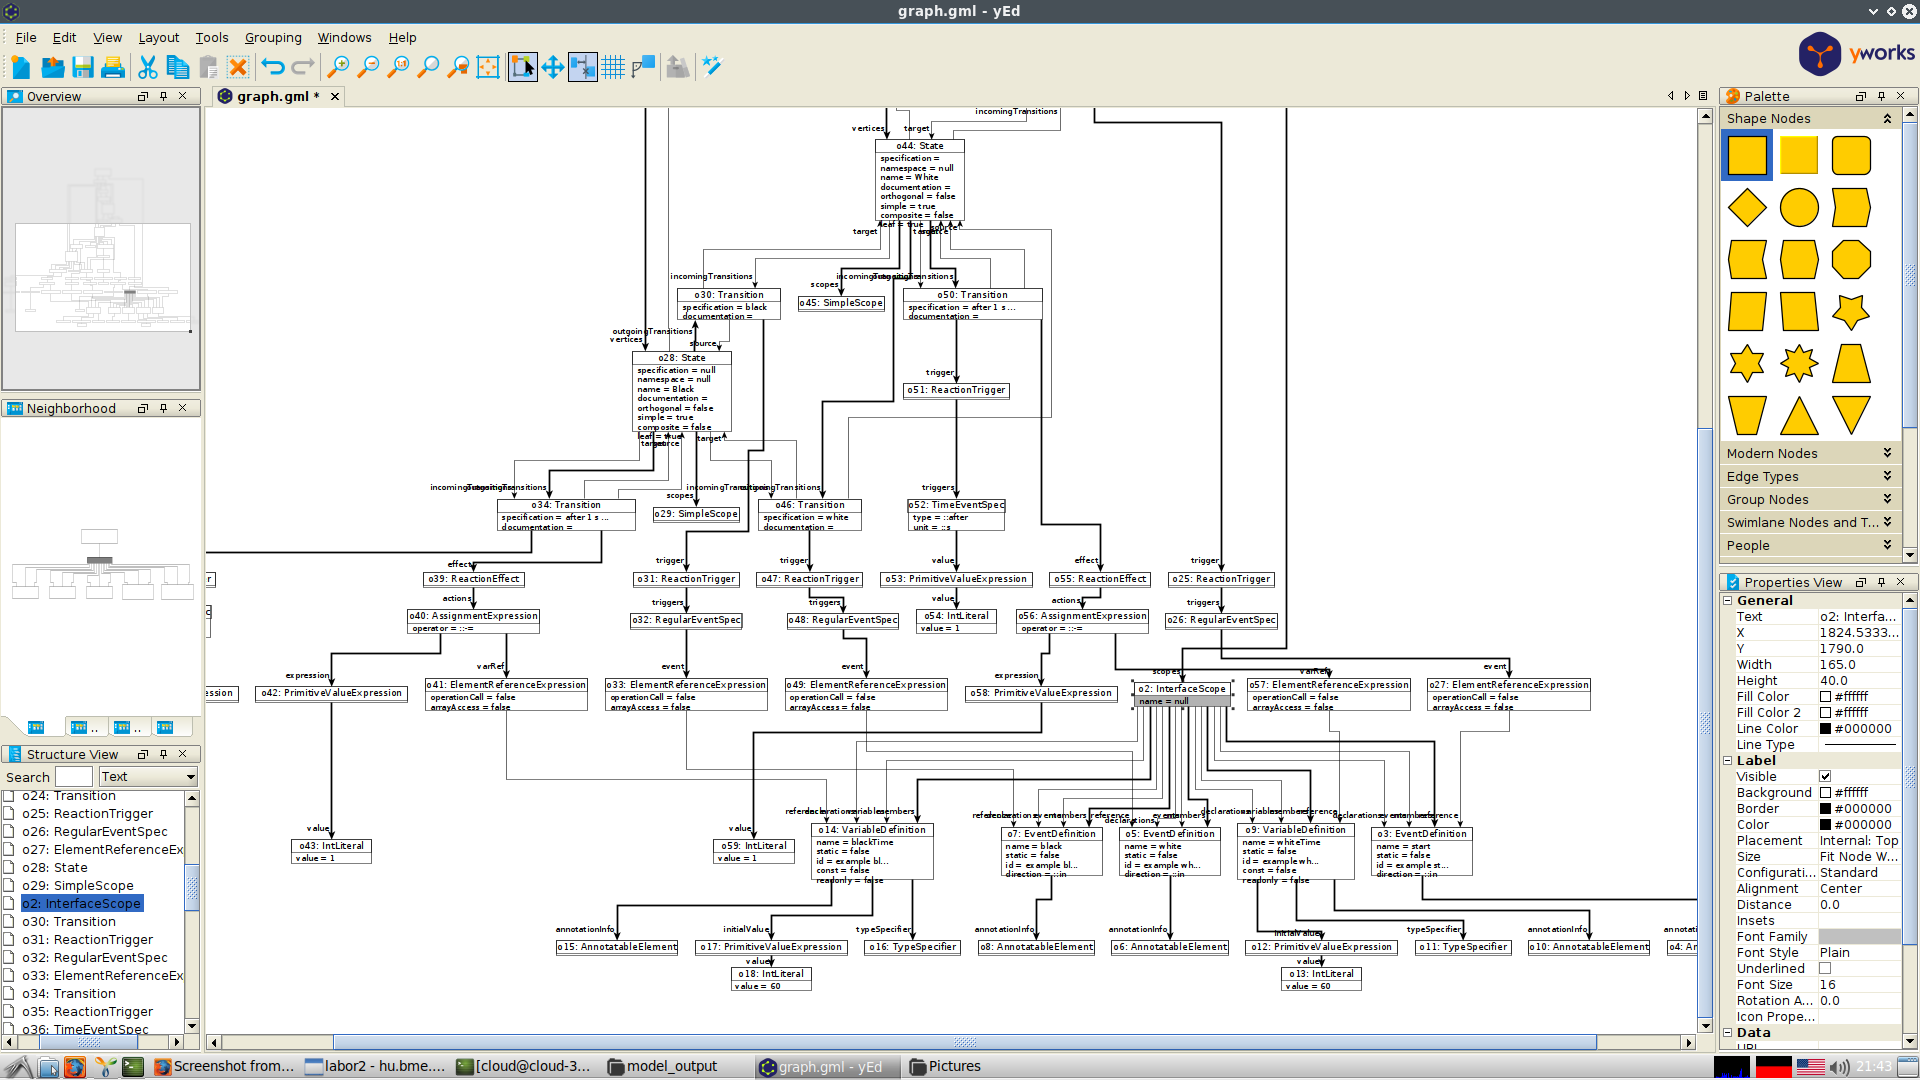 graph.gml - yEd
File Edit View Layout Tools Grouping Windows Help
yworks
Overview
graph.gml *
Palette
Shape Nodes
Modern Nodes
Edge Types
Group Nodes
Swimlane Nodes and T...
People
Neighborhood
Structure View
Search Text
o24: Transition
o25: ReactionTrigger
o26: RegularEventSpec
o27: ElementReferenceEx
o28: State
o29: SimpleScope
o2: InterfaceScope
o30: Transition
o31: ReactionTrigger
o32: RegularEventSpec
o33: ElementReferenceEx
o34: Transition
o35: ReactionTrigger
o36: TimeEventSpec
incomingTransitions
vertices target
o44: State
specification =
namespace = null
name = White
documentation =
orthogonal = false
simple = true
composite = false
leaf = true
target
incomingTransitions
scopes
o30: Transition
specification = black
documentation =
o45: SimpleScope
o50: Transition
specification = after 1 s ...
documentation =
outgoingTransitions
vertices
source
o28: State
specification = null
namespace = null
name = Black
documentation =
orthogonal = false
simple = true
composite = false
leaf = true
target
trigger
o51: ReactionTrigger
scopes
triggers
o34: Transition
specification = after 1 s ...
documentation =
o29: SimpleScope
o46: Transition
specification = white
documentation =
o52: TimeEventSpec
type = ::after
unit = ::s
effect trigger trigger value effect trigger
o39: ReactionEffect
o31: ReactionTrigger
o47: ReactionTrigger
o53: PrimitiveValueExpression
o55: ReactionEffect
o25: ReactionTrigger
actions triggers triggers value actions triggers
o40: AssignmentExpression
operator = ::-=
o32: RegularEventSpec
o48: RegularEventSpec
o54: IntLiteral
value = 1
o56: AssignmentExpression
operator = ::-=
o26: RegularEventSpec
expression varRef event event expression scopes varRef event
ession
o42: PrimitiveValueExpression
o41: ElementReferenceExpression
operationCall = false
arrayAccess = false
o33: ElementReferenceExpression
operationCall = false
arrayAccess = false
o49: ElementReferenceExpression
operationCall = false
arrayAccess = false
o58: PrimitiveValueExpression
o2: InterfaceScope
name = null
o57: ElementReferenceExpression
operationCall = false
arrayAccess = false
o27: ElementReferenceExpression
operationCall = false
arrayAccess = false
value value
o43: IntLiteral
value = 1
o59: IntLiteral
value = 1
o14: VariableDefinition
name = blackTime
static = false
id = example bl...
const = false
readonly = false
o7: EventDefinition
name = black
static = false
id = example bl...
direction = ::in
o5: EventDefinition
name = white
static = false
id = example wh...
direction = ::in
o9: VariableDefinition
name = whiteTime
static = false
id = example wh...
const = false
readonly = false
o3: EventDefinition
name = start
static = false
id = example st...
direction = ::in
annotationInfo initialValue typeSpecifier annotationInfo annotationInfo initialValue typeSpecifier annotationInfo annotati
o15: AnnotatableElement
o17: PrimitiveValueExpression
o16: TypeSpecifier
o8: AnnotatableElement
o6: AnnotatableElement
o12: PrimitiveValueExpression
o11: TypeSpecifier
o10: AnnotatableElement
o4: An
value value
o18: IntLiteral
value = 60
o13: IntLiteral
value = 60
Properties View
General
Text o2: Interfa...
X 1824.5333...
Y 1790.0
Width 165.0
Height 40.0
Fill Color #ffffff
Fill Color 2 #ffffff
Line Color #000000
Line Type
Label
Visible
Background #ffffff
Border #000000
Color #000000
Placement Internal: Top
Size Fit Node W...
Configurati... Standard
Alignment Center
Distance 0.0
Insets
Font Family
Font Style Plain
Underlined
Font Size 16
Rotation A... 0.0
Icon Prope...
Data
Screenshot from...
labor2 - hu.bme....
[cloud@cloud-3...
model_output
graph.gml - yEd
Pictures
21:43